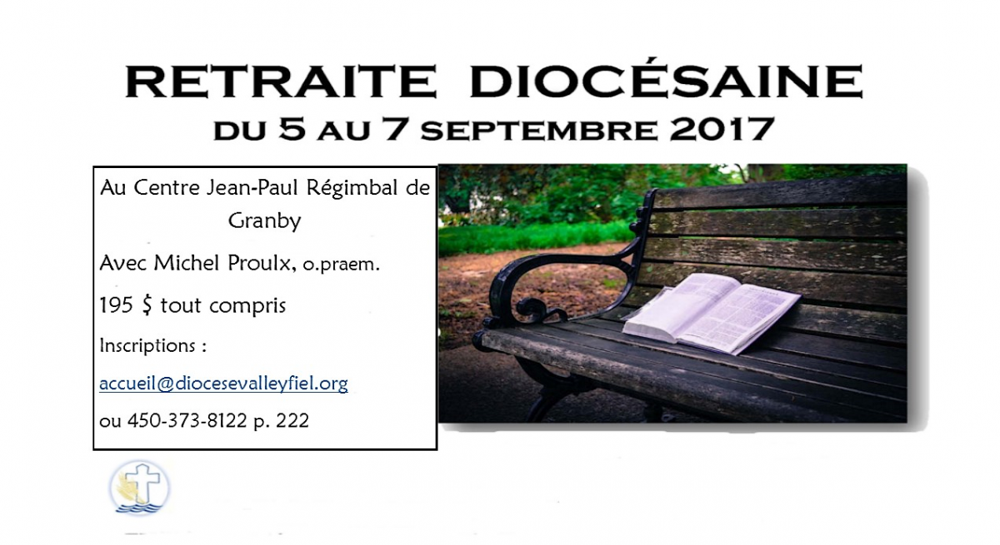 RETRAITE DIOCÉSAINE
DU 5 AU 7 SEPTEMBRE 2017
Au Centre Jean-Paul Régimbal de
Granby
Avec Michel Proulx, o.praem.
195 $ tout compris
Inscriptions :
accueil@diocesevalleyfiel.org
ou 450-373-8122 p. 222